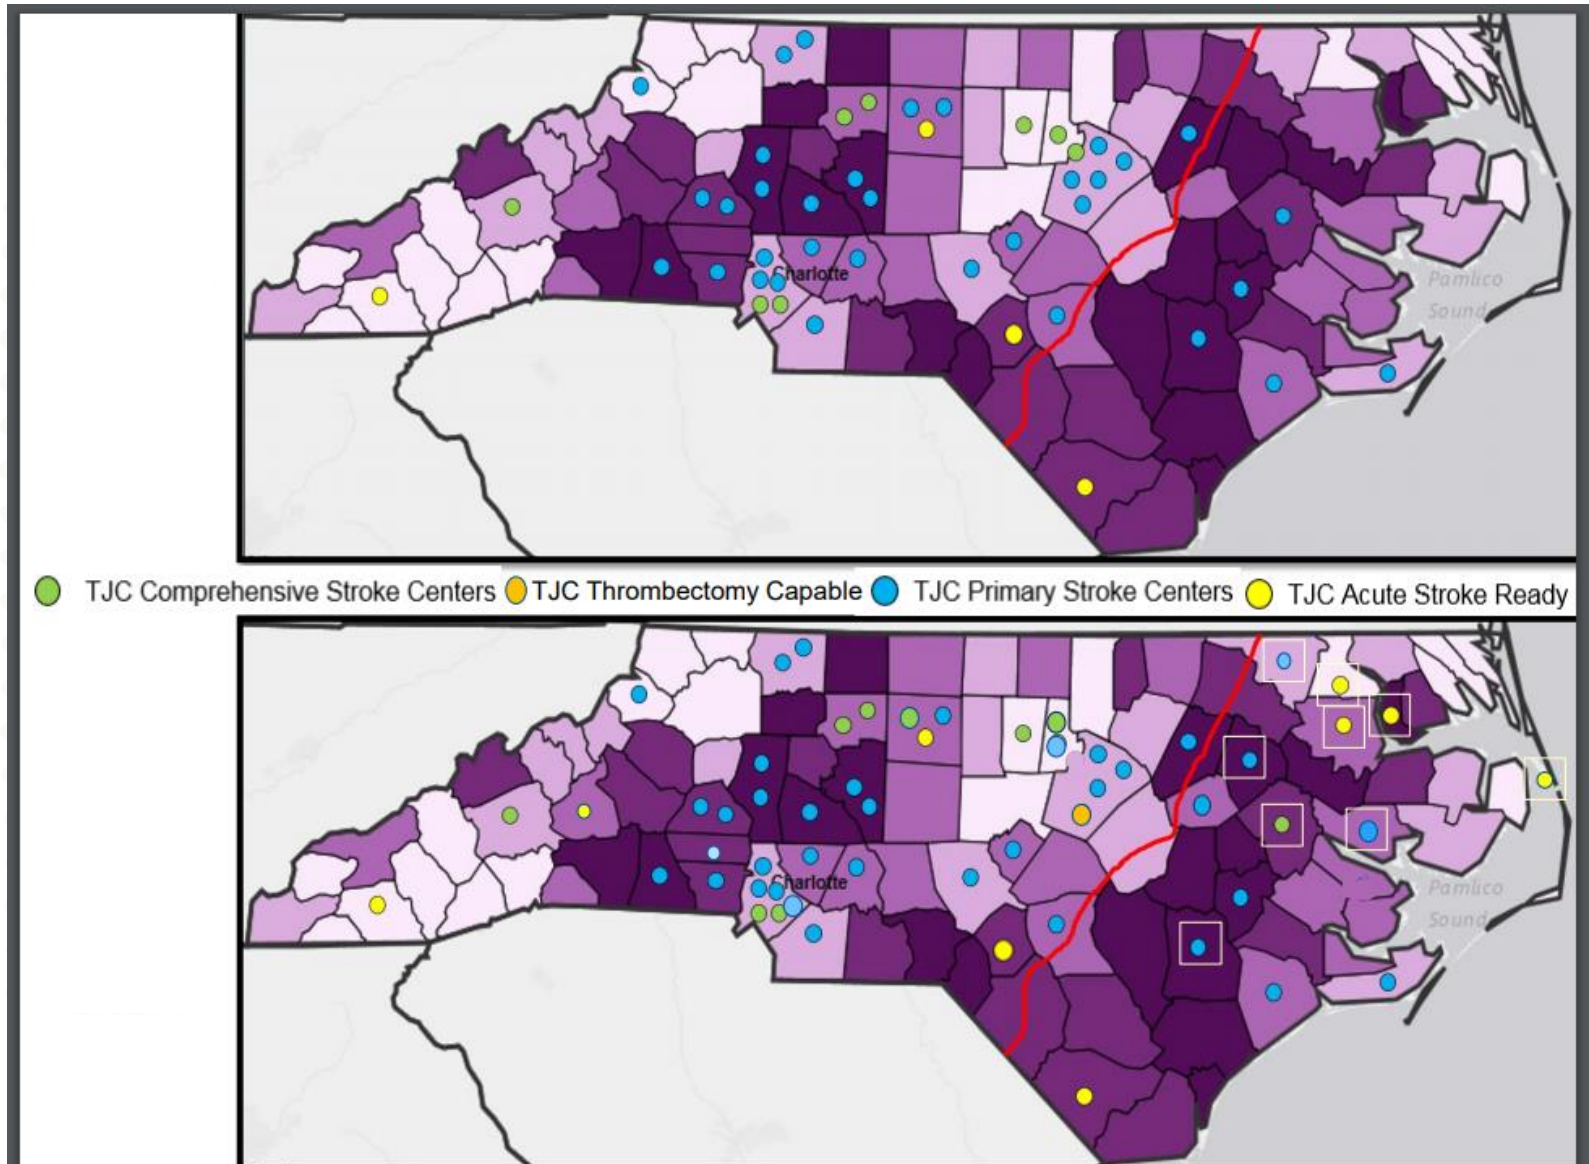 Charlotte
Pamlico
Sound
TJC Comprehensive Stroke Centers
TJC Thrombectomy Capable
TJC Primary Stroke Centers
TJC Acute Stroke Ready
Charlotte
Pamlico
Sound